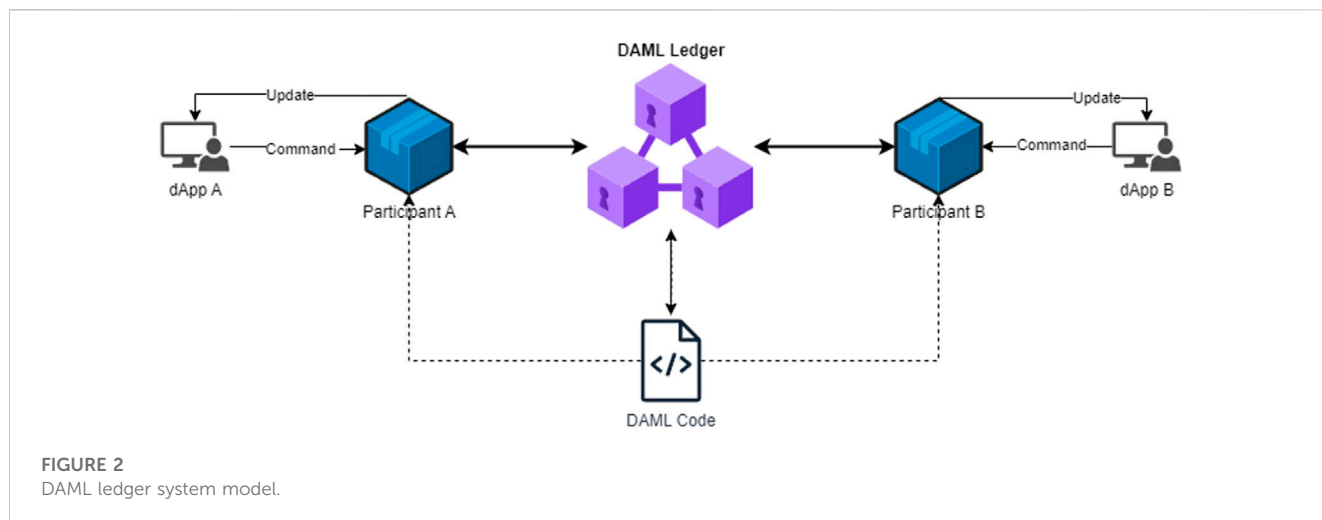 DAML Ledger
Update
Command
dApp A
Participant A
Update
Command
dApp B
Participant B
</>
DAML Code
FIGURE 2
DAML ledger system model.